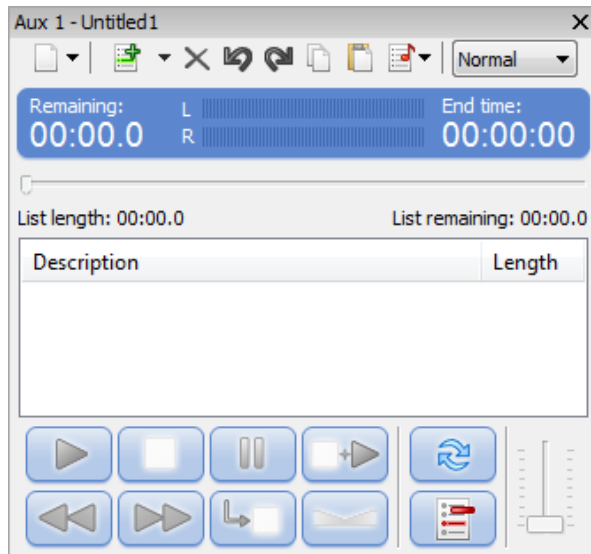 Aux 1 - Untitled1
Normal
Remaining: L End time:
00:00.0 R 00:00:00
List length: 00:00.0 List remaining: 00:00.0
Description Length